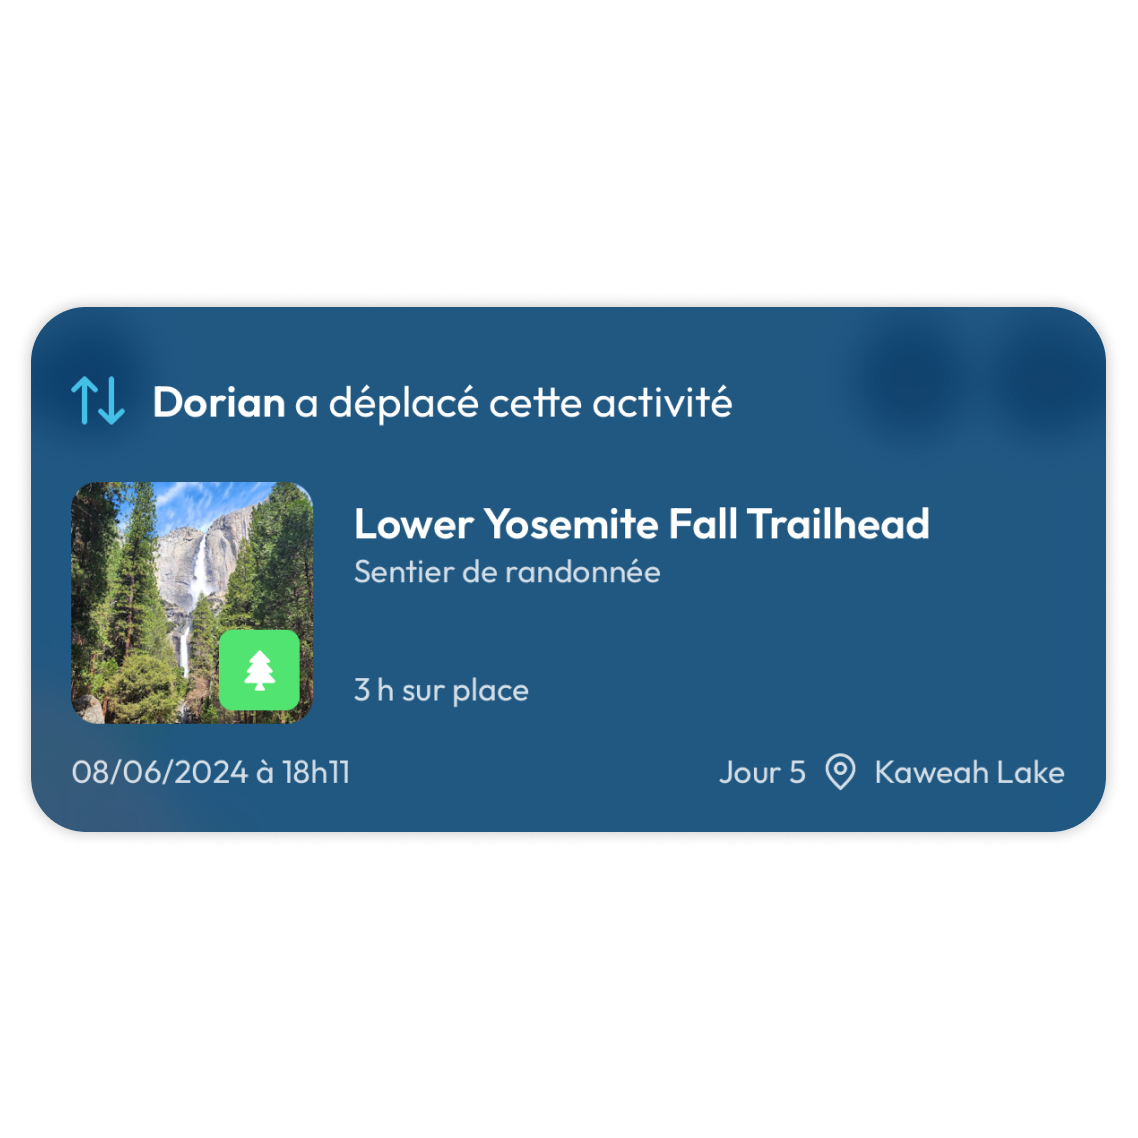 Dorian a déplacé cette activité
Lower Yosemite Fall Trailhead
Sentier de randonnée
3 h sur place
08/06/2024 à 18h11
Jour 5 Kaweah Lake